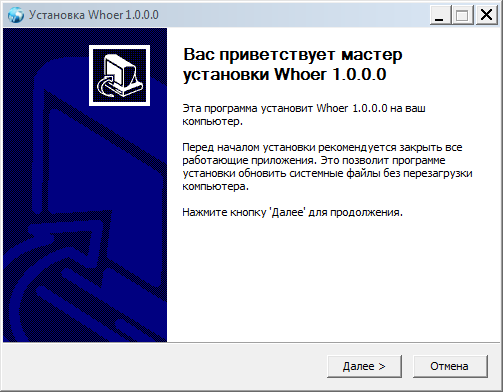 Установка Whoer 1.0.0.0
Вас приветствует мастер
установки Whoer 1.0.0.0
Эта программа установит Whoer 1.0.0.0 на ваш
компьютер.
Перед началом установки рекомендуется закрыть все
работающие приложения. Это позволит программе
установки обновить системные файлы без перезагрузки
компьютера.
Нажмите кнопку 'Далее' для продолжения.
Далее >
Отмена